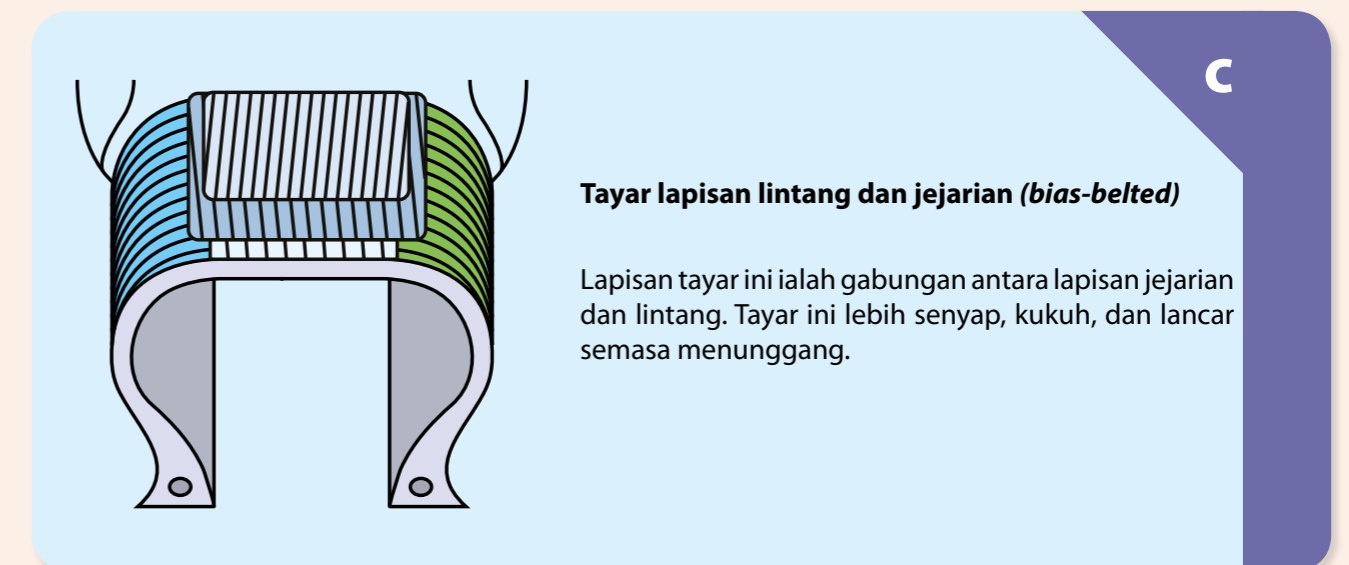 C
Tayar lapisan lintang dan jejarian (bias-belted)
Lapisan tayar ini ialah gabungan antara lapisan jejarian
dan lintang. Tayar ini lebih senyap, kukuh, dan lancar
semasa menunggang.